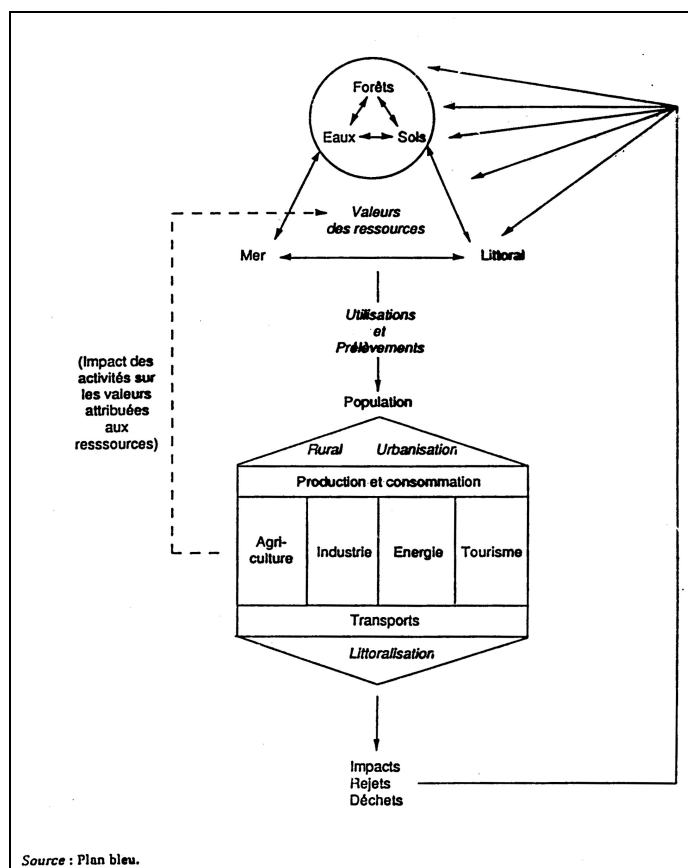 Forêts
Eaux Sols
Valeurs
des ressources
Mer Littoral
Utilisations
et
Prélèvements
(Impact des
activités sur
les valeurs
attribuées
aux
resssources)
Population
Rural Urbanisation
Production et consommation
Agri-
culture Industrie Energie Tourisme
Transports
Littoralisation
Impacts
Rejets
Déchets
Source : Plan bleu.